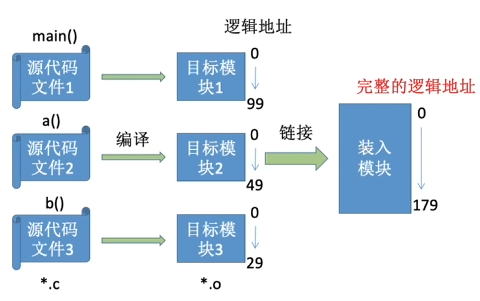 逻辑地址
main()
源代码
文件1
目标模
块1
0
99
完整的逻辑地址
a()
源代码
文件2
编译
目标模
块2
0
49
链接
装入
模块
0
179
b()
源代码
文件3
目标模
块3
0
29
*.c
*.o